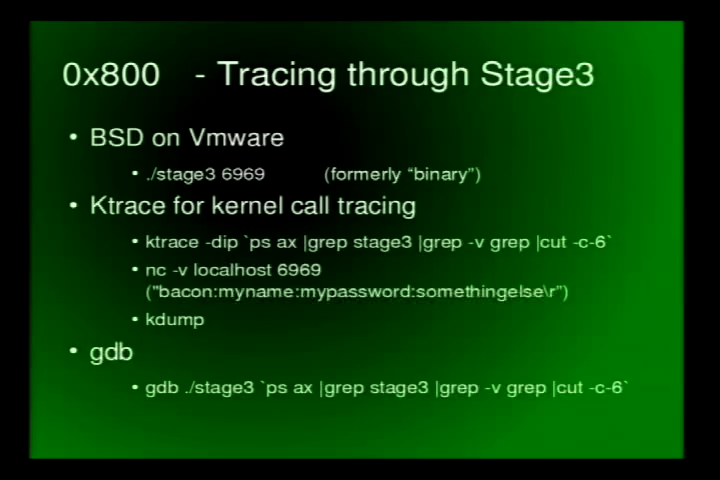 0x800 - Tracing through Stage3
• BSD on Vmware
• ./stage3 6969 (formerly “binary”)
• Ktrace for kernel call tracing
• ktrace -dip `ps ax |grep stage3 |grep -v grep |cut -c-6`
• nc -v localhost 6969
("bacon:myname:mypassword:somethingelse\r”)
• kdump
• gdb
• gdb ./stage3 `ps ax |grep stage3 |grep -v grep |cut -c-6`